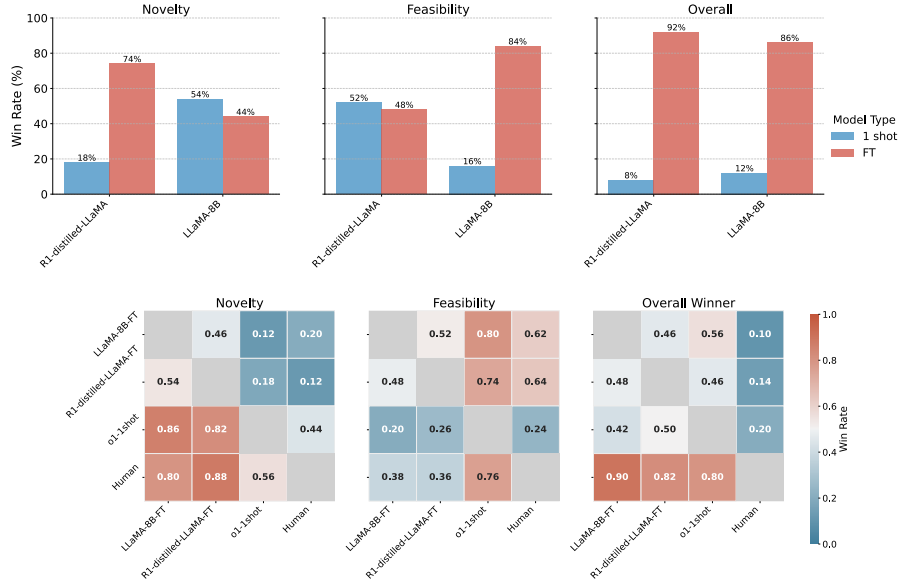 Novelty
Feasibility
Overall
Win Rate (%)
100
80
60
40
20
0
18%
74%
54%
44%
52%
48%
16%
84%
8%
92%
12%
86%
R1-distilled-LLaMA
LLaMA-8B
R1-distilled-LLaMA
LLaMA-8B
R1-distilled-LLaMA
LLaMA-8B
Model Type
1 shot
FT
Novelty
Feasibility
Overall Winner
LLaMA-8B-FT
0.46 0.12 0.20
0.52 0.80 0.62
0.46 0.56 0.10
R1-distilled-LLaMA-FT
0.54 0.18 0.12
0.48 0.74 0.64
0.48 0.46 0.14
o1-1shot
0.86 0.82 0.44
0.20 0.26 0.24
0.42 0.50 0.20
Human
0.80 0.88 0.56
0.38 0.36 0.76
0.90 0.82 0.80
LLaMA-8B-FT
R1-distilled-LLaMA-FT
o1-1shot
Human
LLaMA-8B-FT
R1-distilled-LLaMA-FT
o1-1shot
Human
LLaMA-8B-FT
R1-distilled-LLaMA-FT
o1-1shot
Human
1.0
0.8
0.6
0.4
0.2
0.0
Win Rate